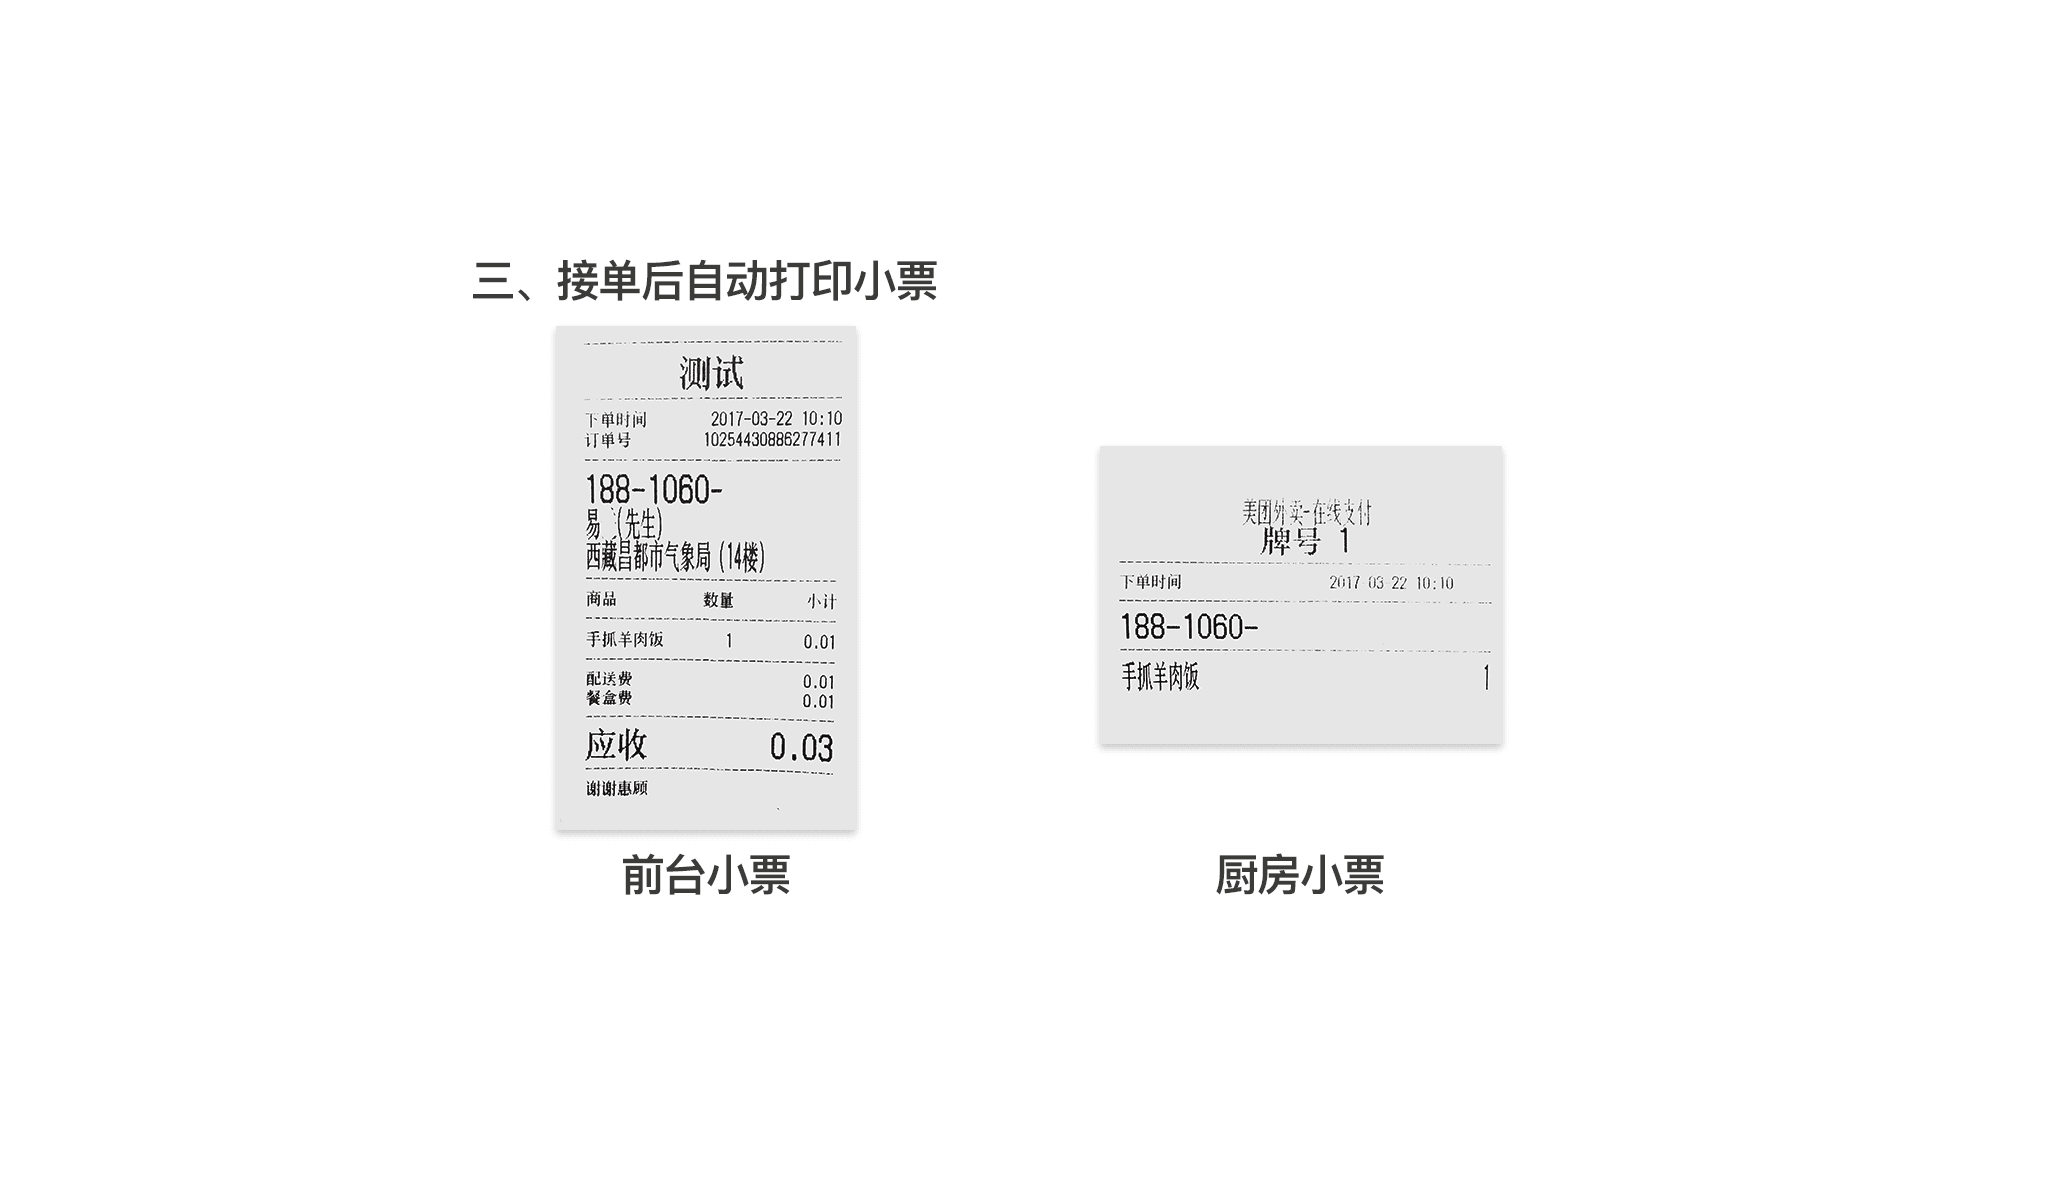 三、接单后自动打印小票
测试
下单时间 2017-03-22 10:10
订单号 10254430886277411
188-1060-
易 (先生)
西藏昌都市气象局 (14楼)
商品 数量 小计
手抓羊肉饭 1 0.01
配送费 0.01
餐盒费 0.01
应收 0.03
谢谢惠顾
前台小票
美团外卖-在线支付
牌号 1
下单时间 2017-03-22 10:10
188-1060-
手抓羊肉饭 1
厨房小票